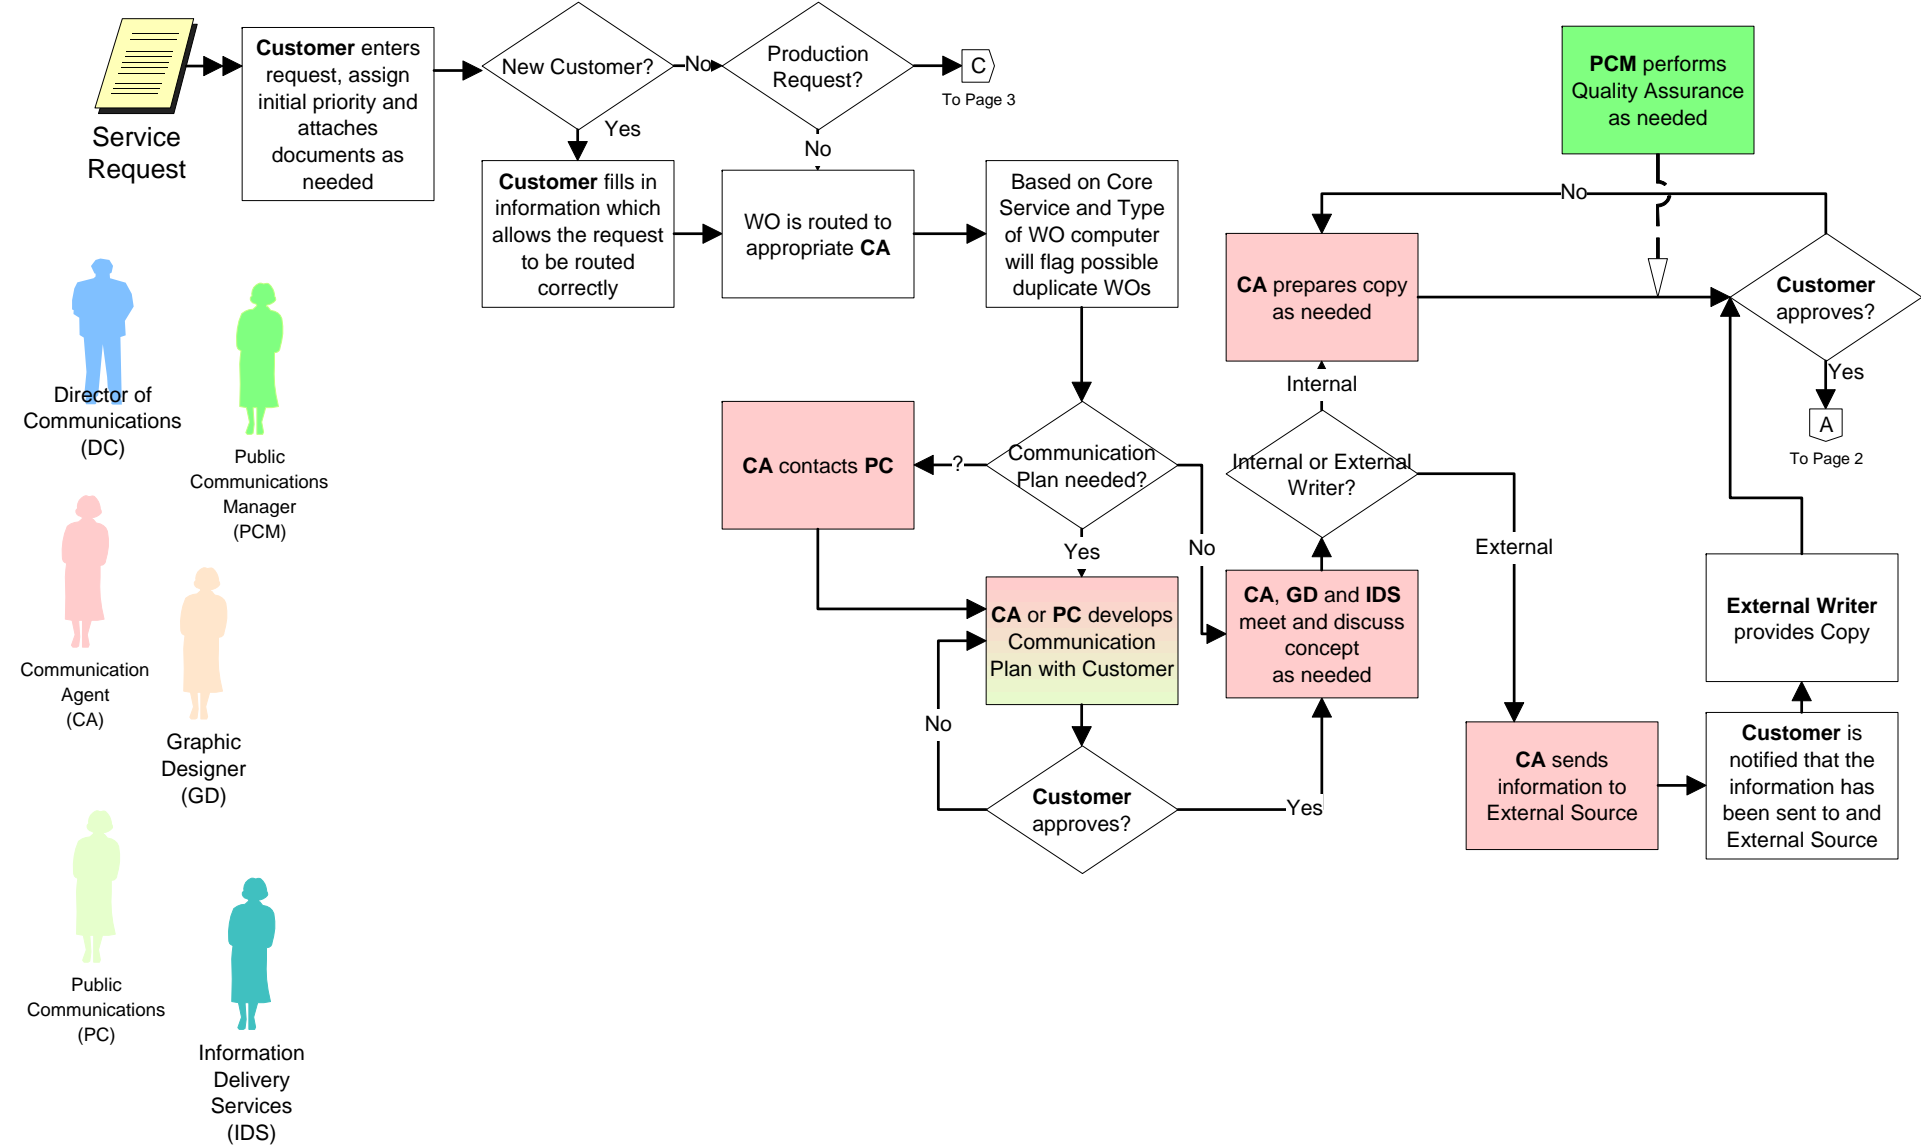 Service
Request
Customer enters
request, assign
initial priority and
attaches
documents as
needed
New Customer?
No
Yes
Production
Request?
No
C
To Page 3
Customer fills in
information which
allows the request
to be routed
correctly
WO is routed to
appropriate CA
Based on Core
Service and Type
of WO computer
will flag possible
duplicate WOs
Communication
Plan needed?
?
Yes
No
CA contacts PC
CA or PC develops
Communication
Plan with Customer
Customer
approves?
No
Yes
CA, GD and IDS
meet and discuss
concept
as needed
Internal or External
Writer?
Internal
External
CA prepares copy
as needed
PCM performs
Quality Assurance
as needed
No
Customer
approves?
Yes
A
To Page 2
CA sends
information to
External Source
Customer is
notified that the
information has
been sent to and
External Source
External Writer
provides Copy
Director of
Communications
(DC)
Public
Communications
Manager
(PCM)
Communication
Agent
(CA)
Graphic
Designer
(GD)
Public
Communications
(PC)
Information
Delivery
Services
(IDS)